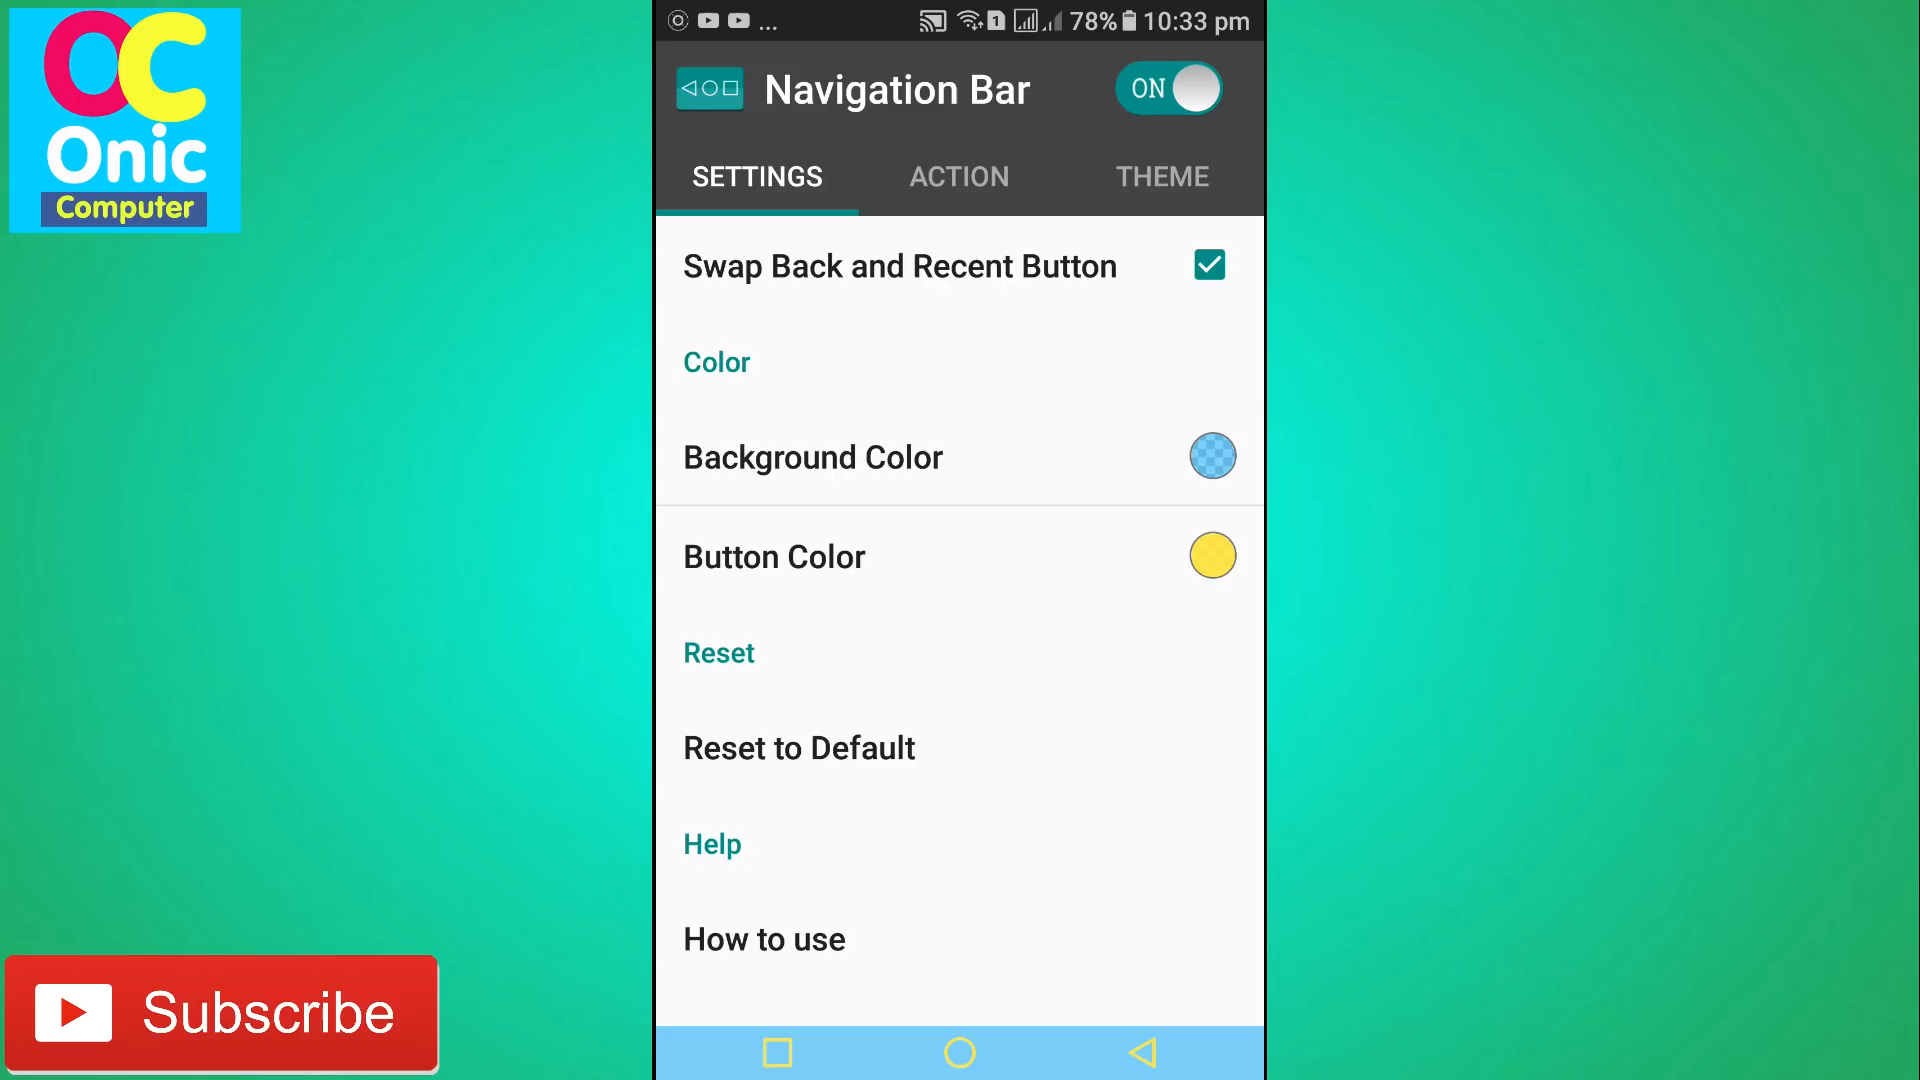 OC
Onic
Computer
... 1 78% 10:33 pm
Navigation Bar ON
SETTINGS ACTION THEME
Swap Back and Recent Button
Color
Background Color
Button Color
Reset
Reset to Default
Help
How to use
Subscribe